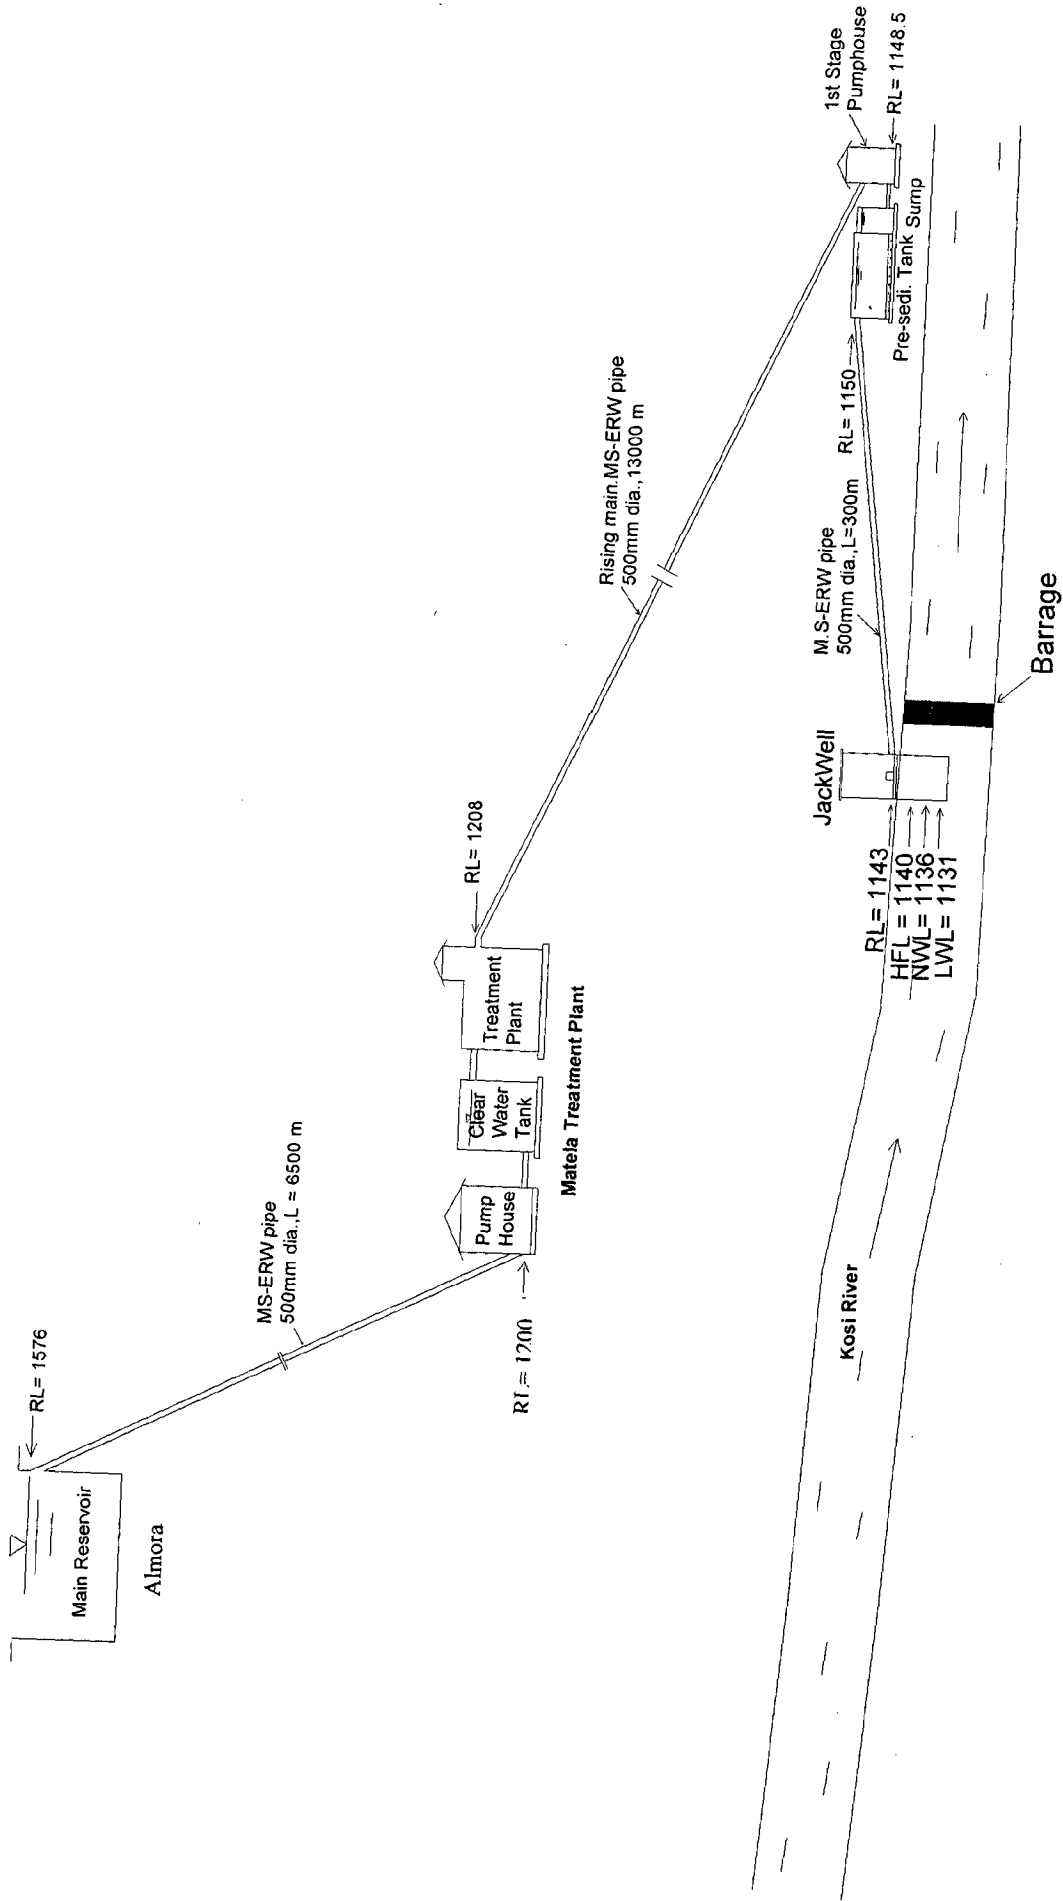 Main Reservoir
RL= 1576
Almora
MS-ERW pipe
500mm dia.,L = 6500 m
Pump
House
RL= 1200
Clear
Water
Tank
Treatment
Plant
RL= 1208
Matela Treatment Plant
Rising main.MS-ERW pipe
500mm dia.,13000 m
1st Stage
Pumphouse
RL= 1148.5
Pre-sedi. Tank
Sump
RL= 1150
M.S-ERW pipe
500mm dia.,L=300m
JackWell
RL= 1143
HFL = 1140
NWL= 1136
LWL= 1131
Kosi River
Barrage